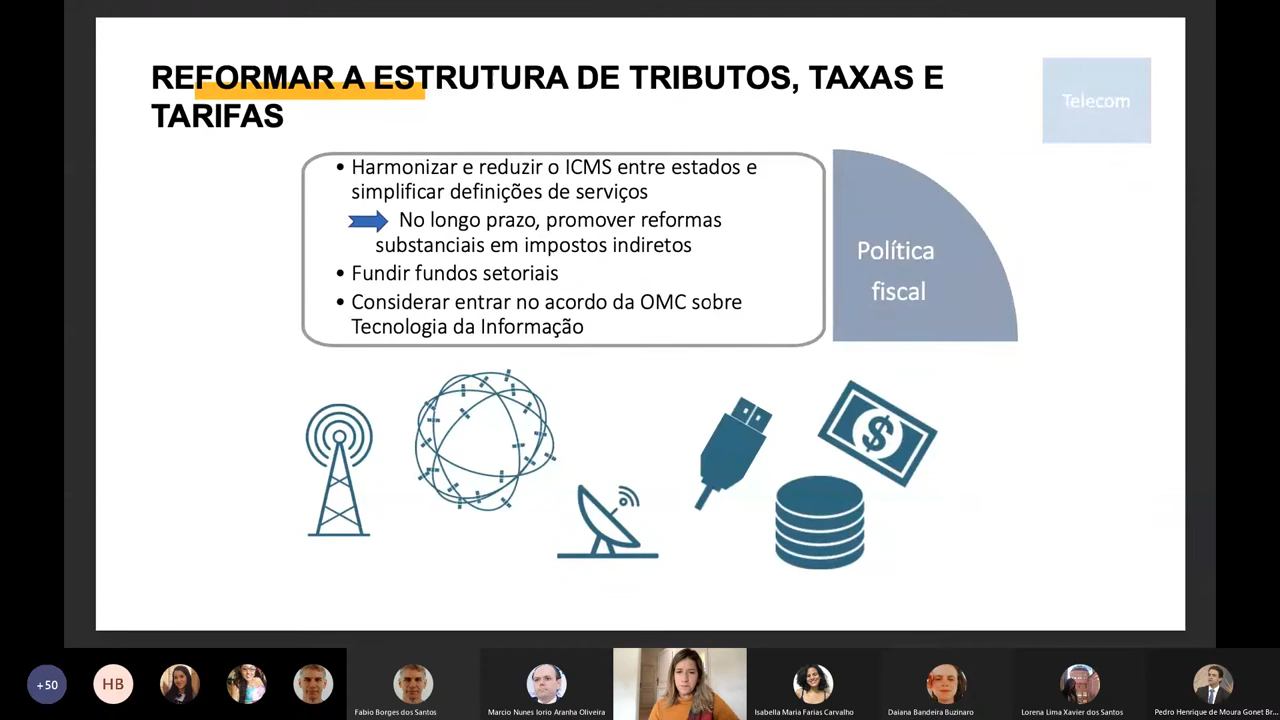 REFORMAR A ESTRUTURA DE TRIBUTOS, TAXAS E
TARIFAS
Telecom
• Harmonizar e reduzir o ICMS entre estados e
simplificar definições de serviços
No longo prazo, promover reformas
substanciais em impostos indiretos
• Fundir fundos setoriais
• Considerar entrar no acordo da OMC sobre
Tecnologia da Informação
Política
fiscal
$
+50
HB
Fabio Borges dos Santos
Marcio Nunes Iorio Aranha Oliveira
Isabella Maria Farias Carvalho
Daiana Bandeira Buzinaro
Lorena Lima Xavier dos Santos
Pedro Henrique de Moura Gonet Br...